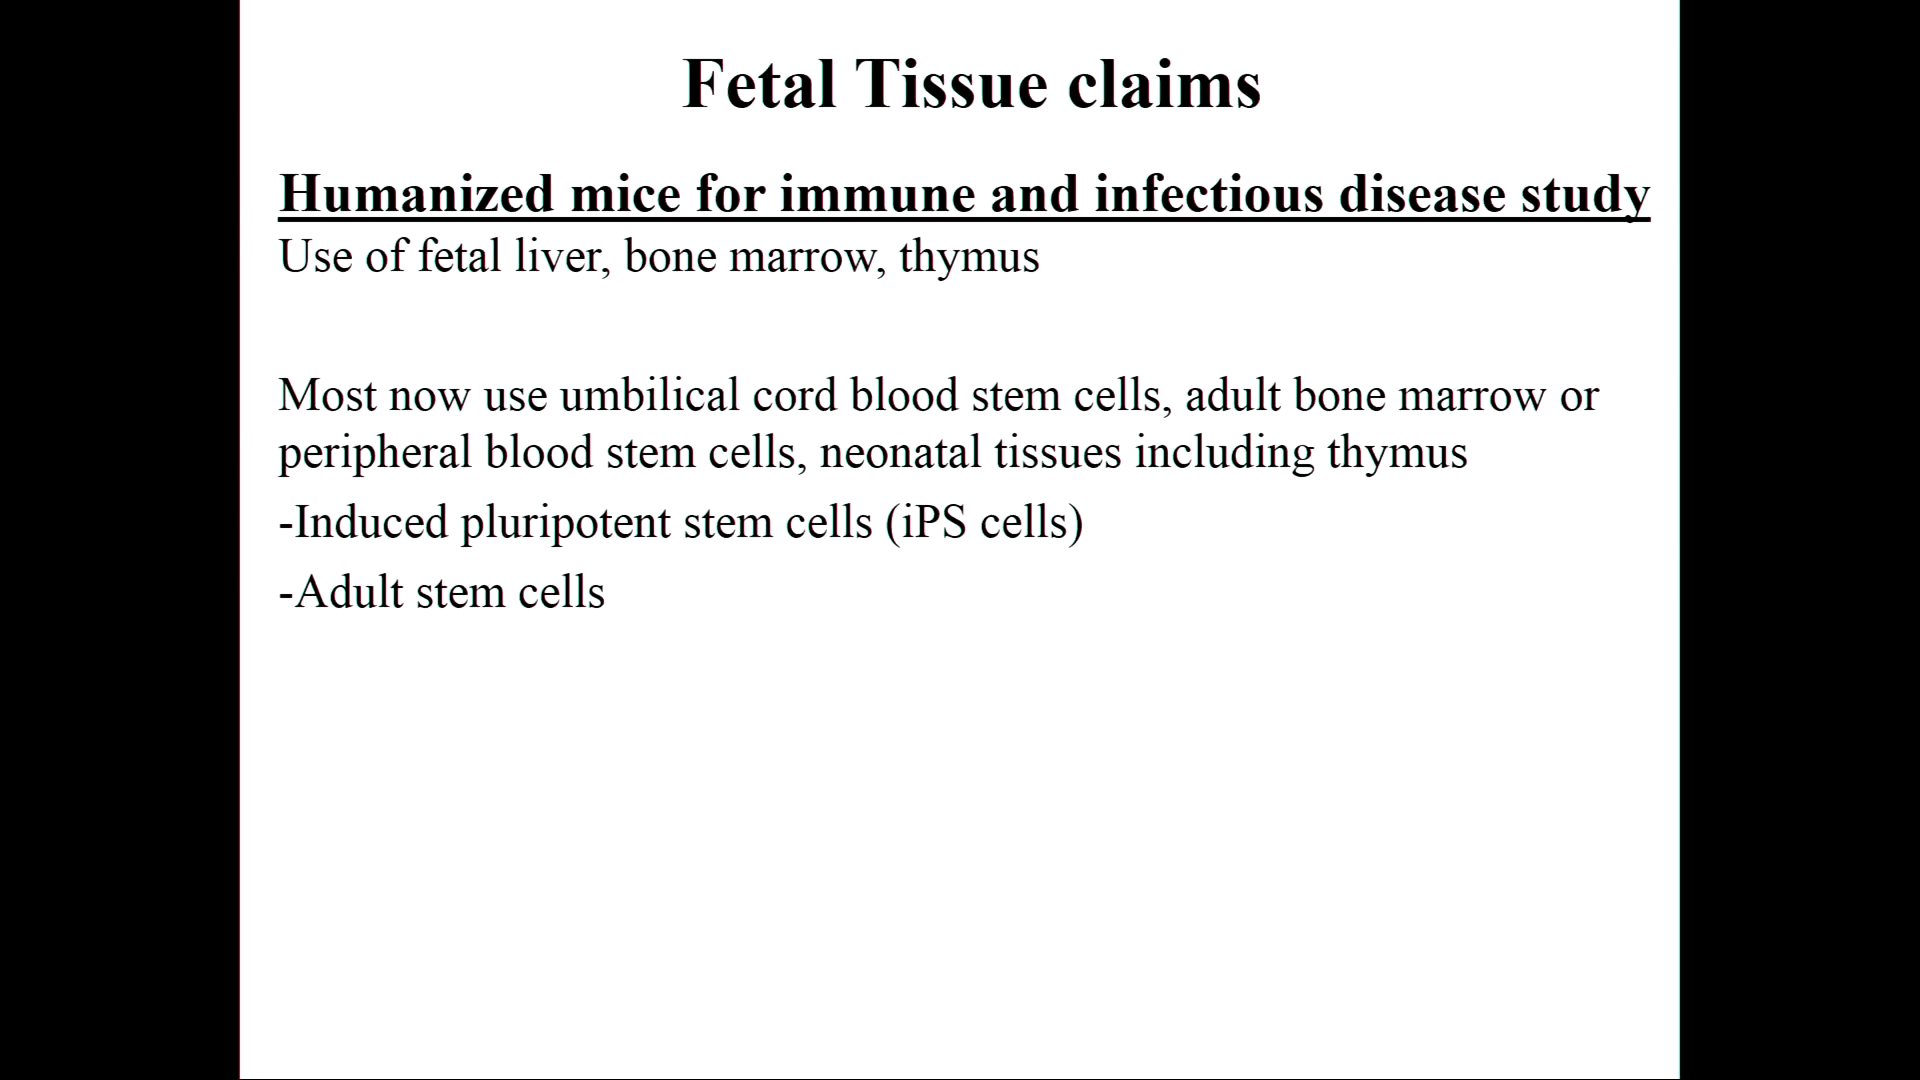 Fetal Tissue claims
Humanized mice for immune and infectious disease study
Use of fetal liver, bone marrow, thymus
Most now use umbilical cord blood stem cells, adult bone marrow or
peripheral blood stem cells, neonatal tissues including thymus
-Induced pluripotent stem cells (iPS cells)
-Adult stem cells